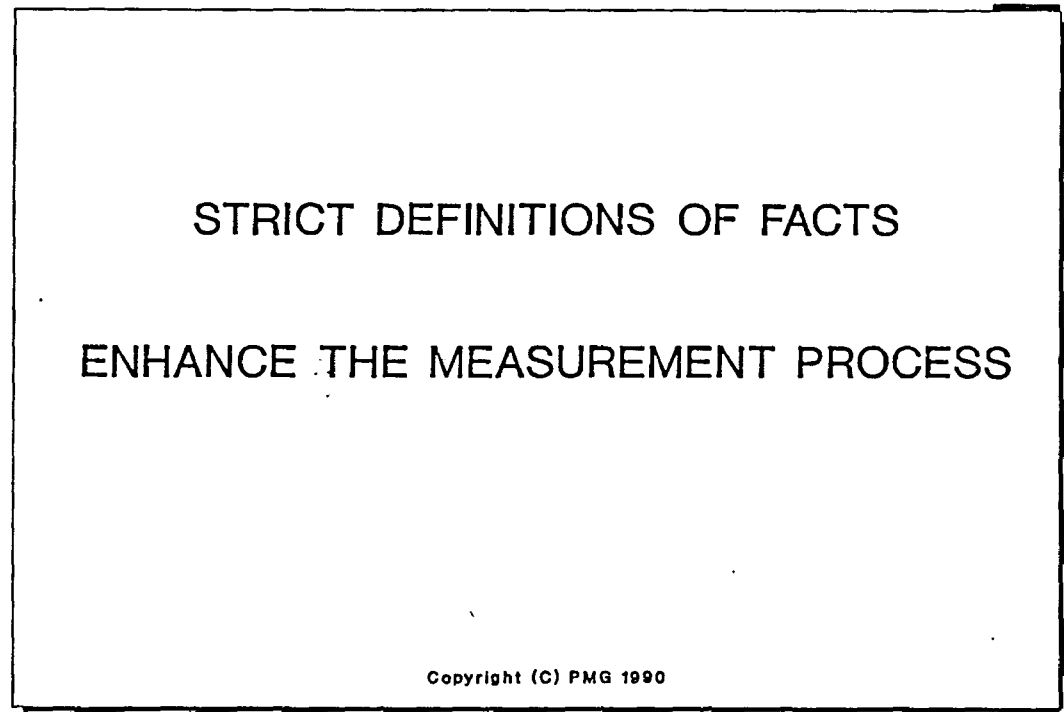 STRICT DEFINITIONS OF FACTS
ENHANCE THE MEASUREMENT PROCESS
Copyright (C) PMG 1990